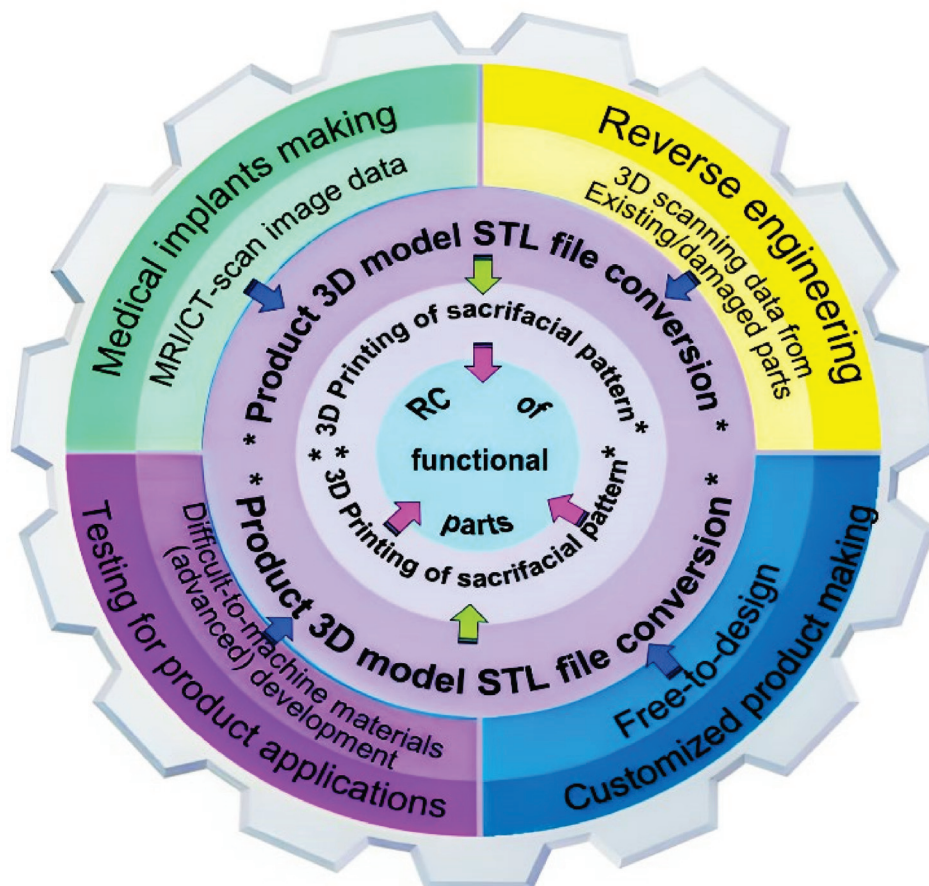 Medical implants making
MRI/CT-scan image data
Reverse engineering
3D scanning data from
Existing/damaged parts
* Product 3D model STL file conversion *
* 3D Printing of sacrifacial pattern *
RC of
functional
parts
* 3D Printing of sacrifacial pattern *
* Product 3D model STL file conversion *
Difficult-to-machine materials
(advanced) development
Testing for product applications
Free-to-design
Customized product making